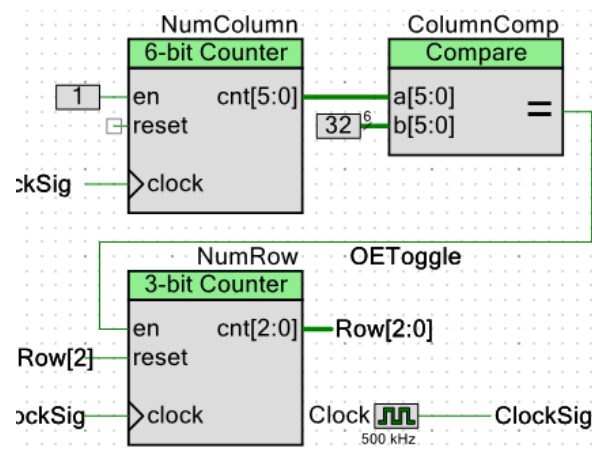 NumColumn
ColumnComp
6-bit Counter
Compare
1
en
cnt[5:0]
a[5:0]
=
reset
32
6
b[5:0]
ckSig
clock
NumRow
OEToggle
3-bit Counter
en
cnt[2:0]
Row[2:0]
Row[2]
reset
ockSig
clock
Clock
ClockSig
500 kHz